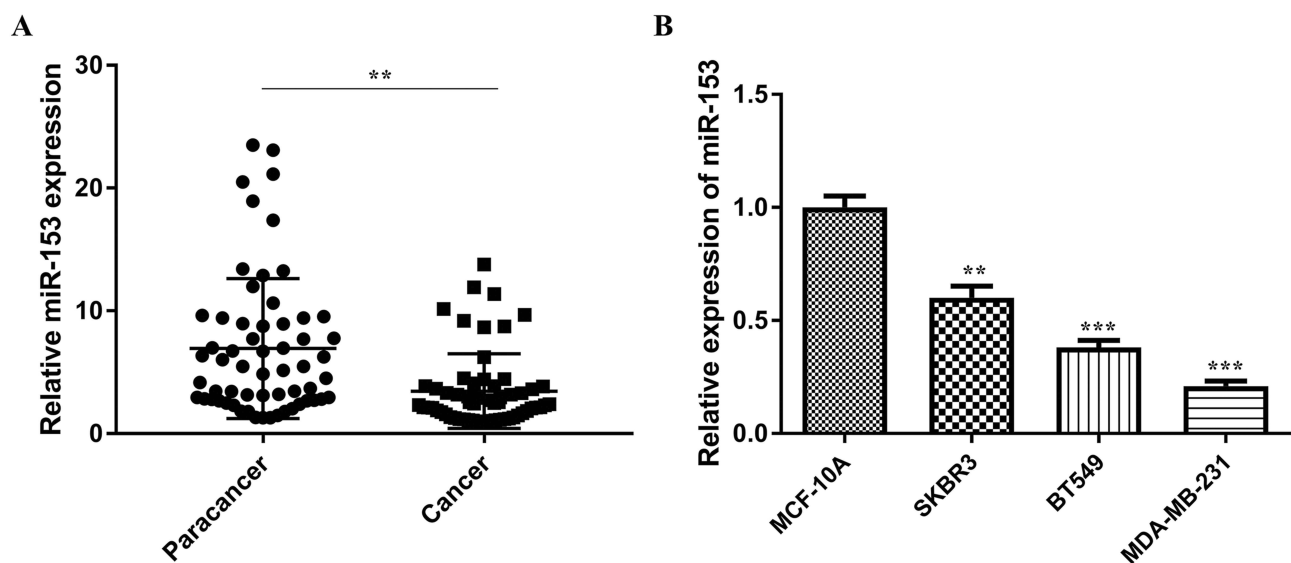 A
Relative miR-153 expression
30
20
10
0
**
Paracancer
Cancer
B
Relative expression of miR-153
1.5
1.0
0.5
0.0
**
***
***
MCF-10A
SKBR3
BT549
MDA-MB-231